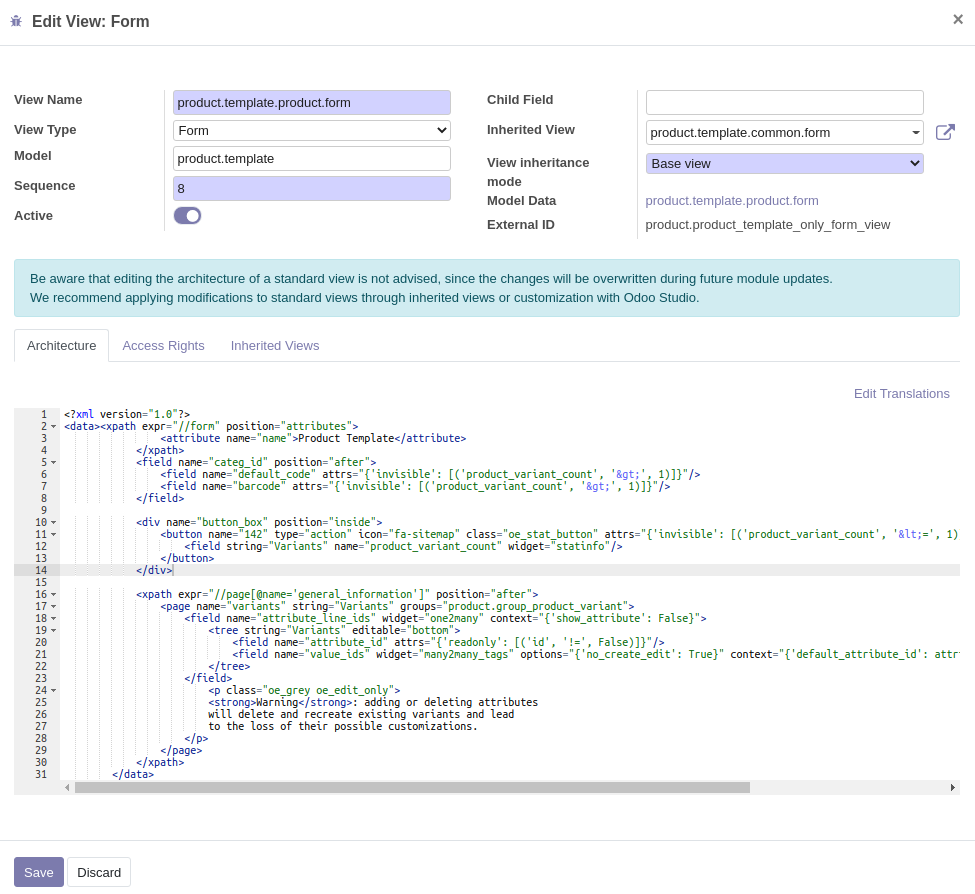 Edit View: Form
×
View Name
product.template.product.form
View Type
Form
Model
product.template
Sequence
8
Active
Child Field
Inherited View
product.template.common.form
View inheritance
mode
Base view
Model Data
product.template.product.form
External ID
product.product_template_only_form_view
Be aware that editing the architecture of a standard view is not advised, since the changes will be overwritten during future module updates.
We recommend applying modifications to standard views through inherited views or customization with Odoo Studio.
Architecture Access Rights Inherited Views
Edit Translations
1 <?xml version="1.0"?>
2 <data><xpath expr="//form" position="attributes">
3 <attribute name="name">Product Template</attribute>
4 </xpath>
5 <field name="categ_id" position="after">
6 <field name="default_code" attrs="{'invisible': [('product_variant_count', '&gt;', 1)]}"/>
7 <field name="barcode" attrs="{'invisible': [('product_variant_count', '&gt;', 1)]}"/>
8 </field>
9
10 <div name="button_box" position="inside">
11 <button name="142" type="action" icon="fa-sitemap" class="oe_stat_button" attrs="{'invisible': [('product_variant_count', '&lt;=', 1)
12 <field string="Variants" name="product_variant_count" widget="statinfo"/>
13 </button>
14 </div>
15
16 <xpath expr="//page[@name='general_information']" position="after">
17 <page name="variants" string="Variants" groups="product.group_product_variant">
18 <field name="attribute_line_ids" widget="one2many" context="{'show_attribute': False}">
19 <tree string="Variants" editable="bottom">
20 <field name="attribute_id" attrs="{'readonly': [('id', '!=', False)]}"/>
21 <field name="value_ids" widget="many2many_tags" options="{'no_create_edit': True}" context="{'default_attribute_id': attr
22 </tree>
23 </field>
24 <p class="oe_grey oe_edit_only">
25 <strong>Warning</strong>: adding or deleting attributes
26 will delete and recreate existing variants and lead
27 to the loss of their possible customizations.
28 </p>
29 </page>
30 </xpath>
31 </data>
Save Discard